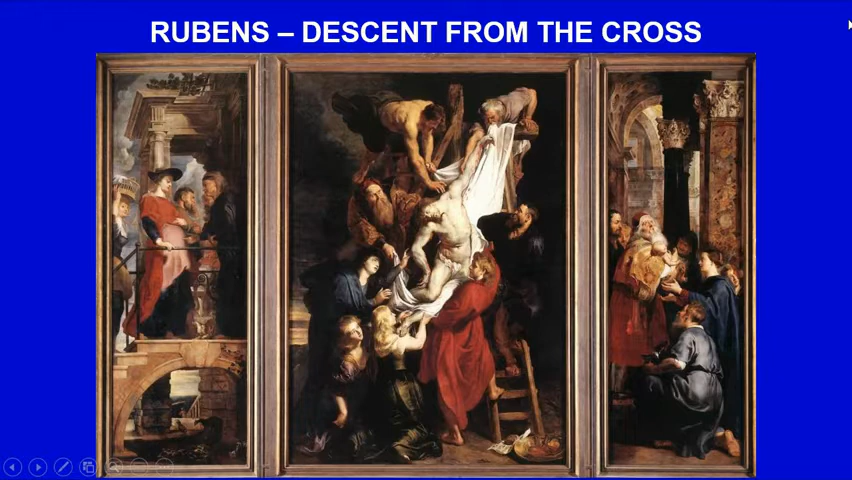 RUBENS – DESCENT FROM THE CROSS